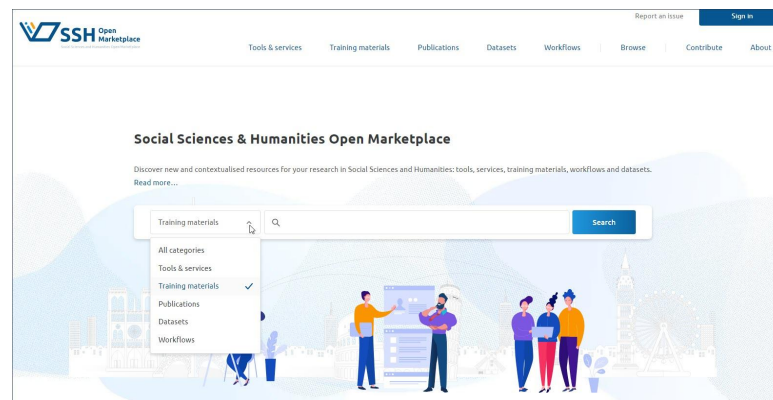 Report an issue
Sign in
SSH Open
Marketplace
Tools & services
Training materials
Publications
Datasets
Workflows
Browse
Contribute
About
Social Sciences & Humanities Open Marketplace
Discover new and contextualised resources for your research in Social Sciences and Humanities: tools, services, training materials, workflows and datasets.
Read more...
Training materials
Search
All categories
Tools & services
Training materials
Publications
Datasets
Workflows